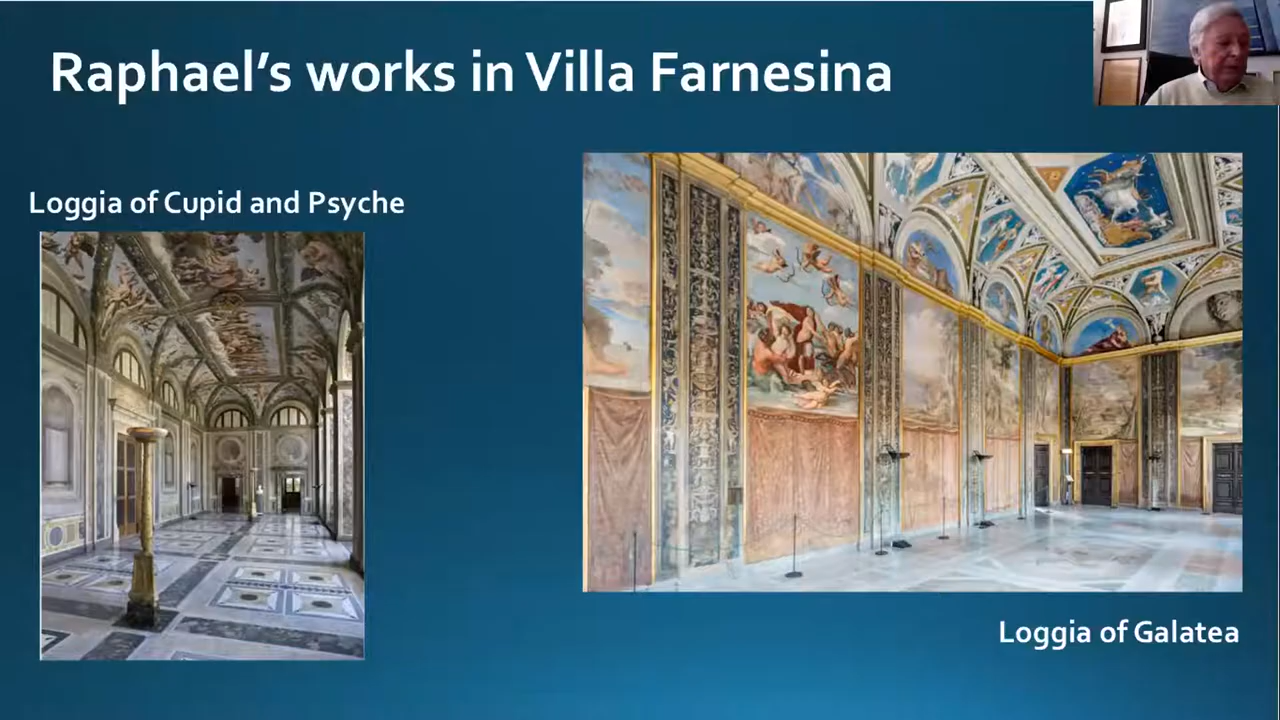 Raphael's works in Villa Farnesina
Loggia of Cupid and Psyche
Loggia of Galatea